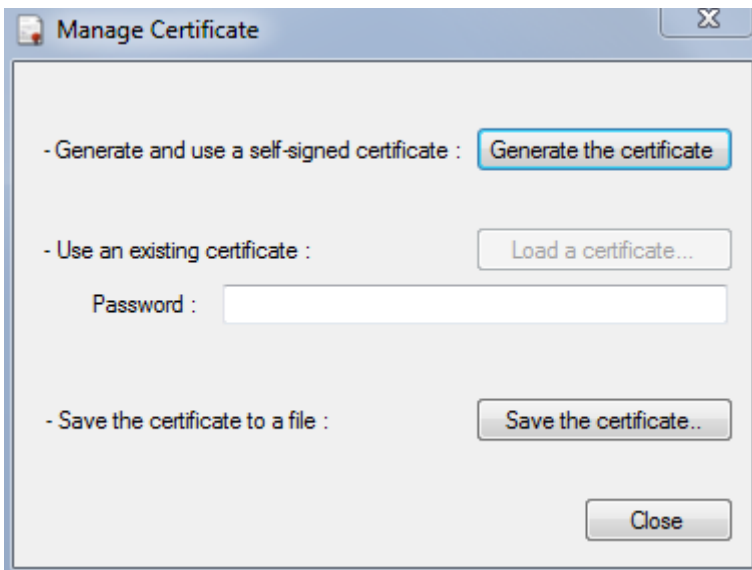 Manage Certificate
- Generate and use a self-signed certificate : Generate the certificate
- Use an existing certificate : Load a certificate...
Password :
- Save the certificate to a file : Save the certificate..
Close